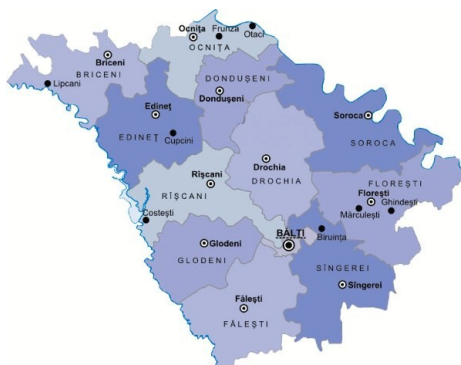 Ocnița
Frunza
Otaci
OCNIȚA
Briceni
BRICENI
Lipcani
DONDUȘENI
Dondușeni
Edineț
EDINEȚ
Cupcini
Soroca
SOROCA
Drochia
DROCHIA
Rîșcani
RÎȘCANI
Costești
FLOREȘTI
Florești
Ghindești
Mărculești
BĂLȚI
Biruința
Glodeni
GLODENI
SÎNGEREI
Sîngerei
Fălești
FĂLEȘTI